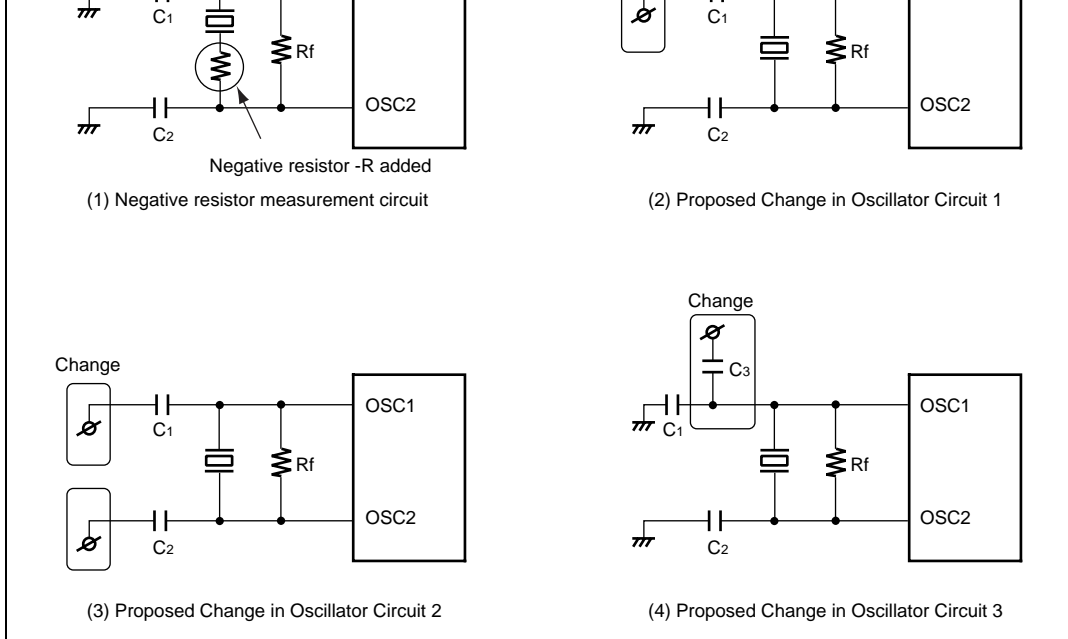 C1
Rf
OSC2
C2
Negative resistor -R added
(1) Negative resistor measurement circuit
C1
Rf
OSC2
C2
(2) Proposed Change in Oscillator Circuit 1
Change
OSC1
C1
Rf
OSC2
C2
(3) Proposed Change in Oscillator Circuit 2
Change
C3
OSC1
C1
Rf
OSC2
C2
(4) Proposed Change in Oscillator Circuit 3